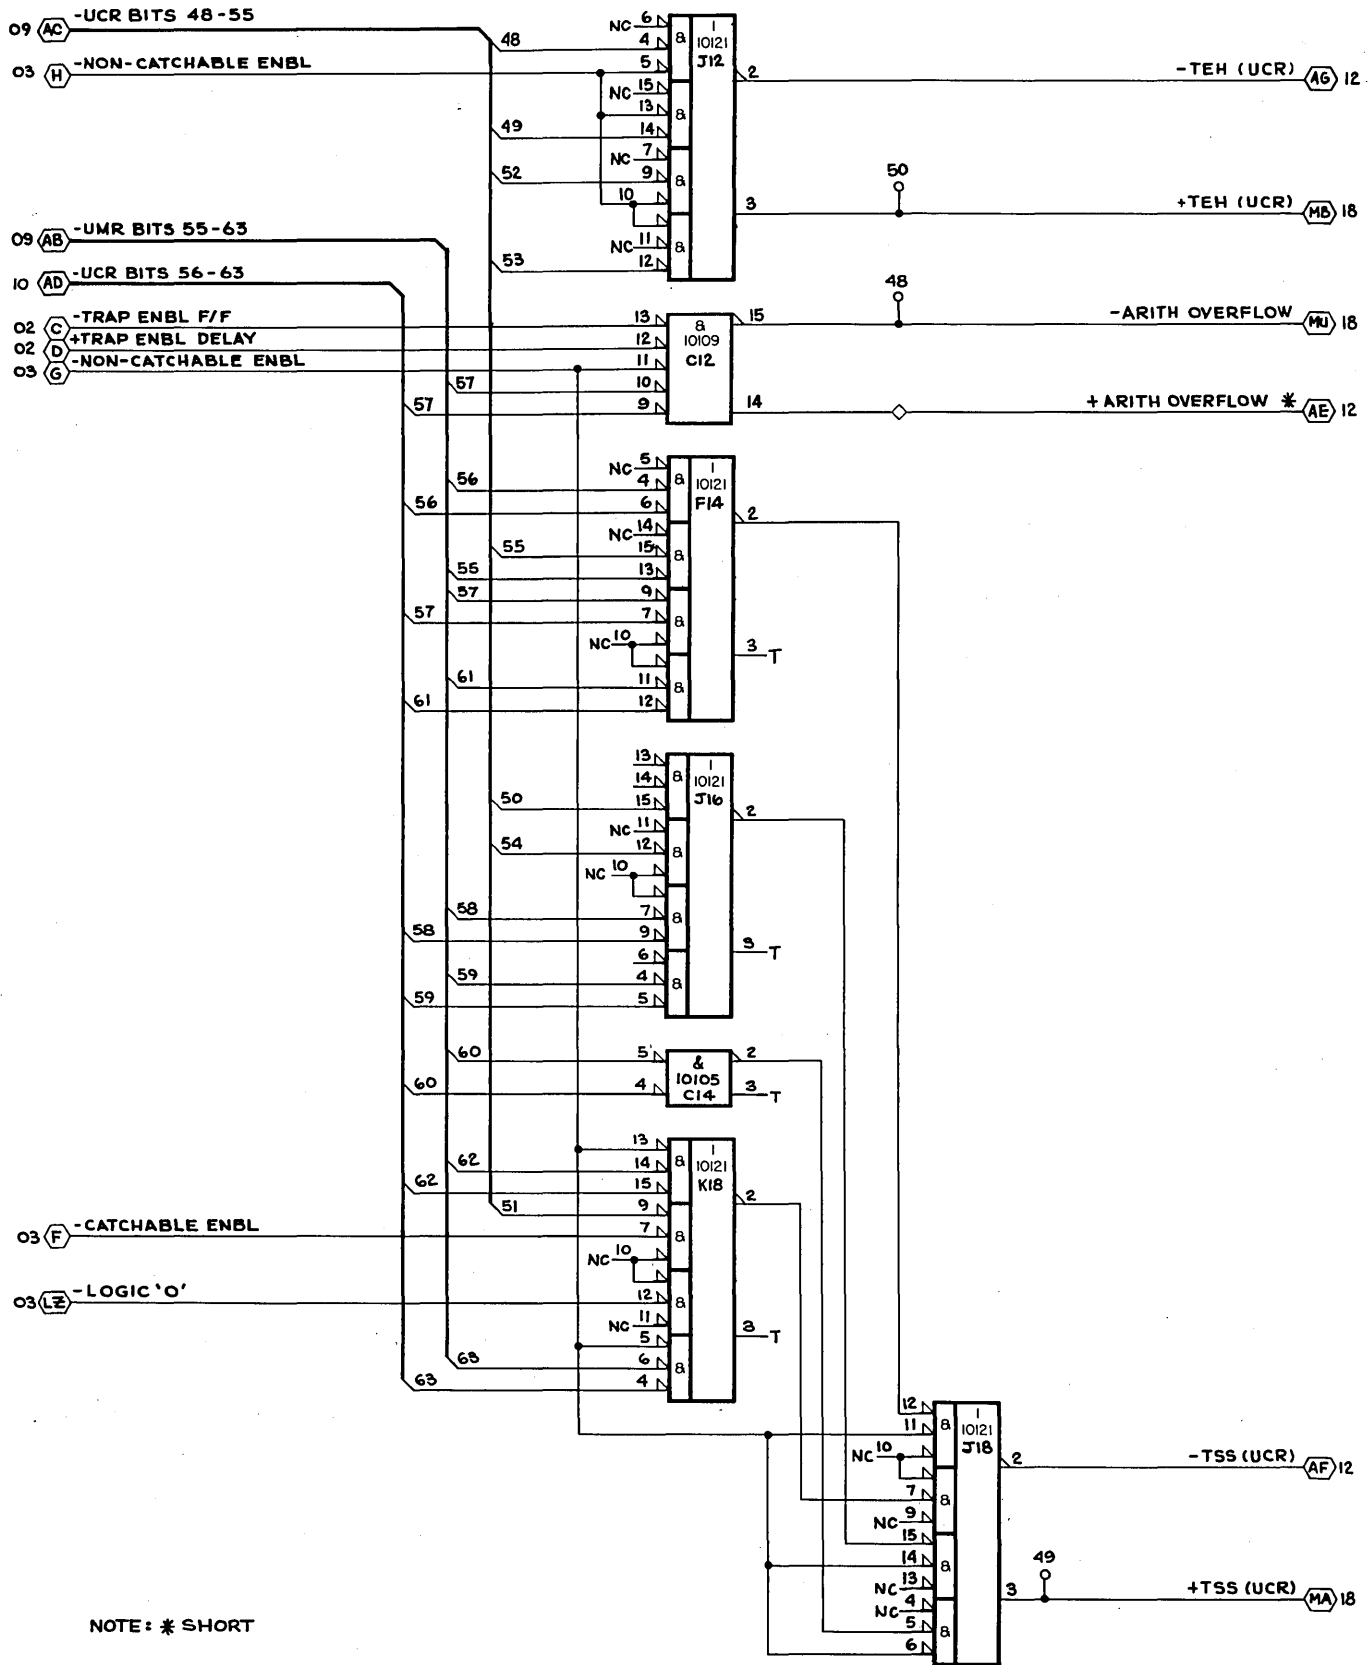 -UCR BITS 48-55
09 AC
48
NC 6
4
5
1
10121
J12
&
2
-TEH (UCR)
AG 12
-NON-CATCHABLE ENBL
03 H
NC 15
13
&
49
14
NC 7
52
9
&
10
3
50
+TEH (UCR)
MB 18
-UMR BITS 55-63
09 AB
NC 11
&
53
12
-UCR BITS 56-63
10 AD
48
-TRAP ENBL F/F
02 C
13
&
10109
C12
15
-ARITH OVERFLOW
MU 18
+TRAP ENBL DELAY
02 D
12
-NON-CATCHABLE ENBL
03 G
11
57
10
57
9
14
+ARITH OVERFLOW *
AE 12
NC 5
56
4
&
1
10121
F14
56
6
2
NC 14
55
15
&
55
13
57
9
57
7
&
NC 10
3 T
61
11
&
61
12
13
14
&
1
10121
J16
50
15
2
NC 11
54
12
&
NC 10
58
7
&
58
9
6
3 T
59
4
&
59
5
60
5
&
10105
C14
2
60
4
3 T
13
62
14
&
1
10121
K18
62
15
2
51
9
-CATCHABLE ENBL
03 F
7
&
NC 10
-LOGIC '0'
03 LZ
12
&
NC 11
5
3 T
63
6
&
63
4
12
11
&
1
10121
J18
NC 10
2
-TSS (UCR)
AF 12
7
&
NC 9
15
14
&
NC 13
3
49
+TSS (UCR)
MA 18
NC 4
5
&
6
NOTE: * SHORT